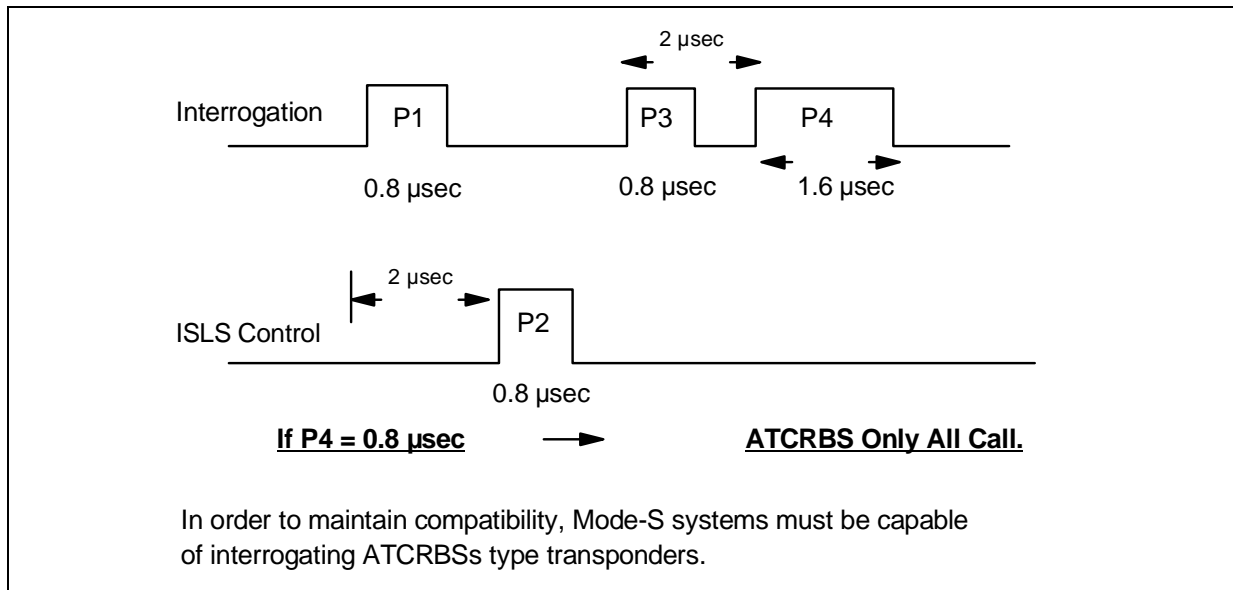 2 µsec
Interrogation
P1
P3
P4
0.8 µsec
0.8 µsec
1.6 µsec
2 µsec
ISLS Control
P2
0.8 µsec
If P4 = 0.8 µsec
ATCRBS Only All Call.
In order to maintain compatibility, Mode-S systems must be capable
of interrogating ATCRBSs type transponders.